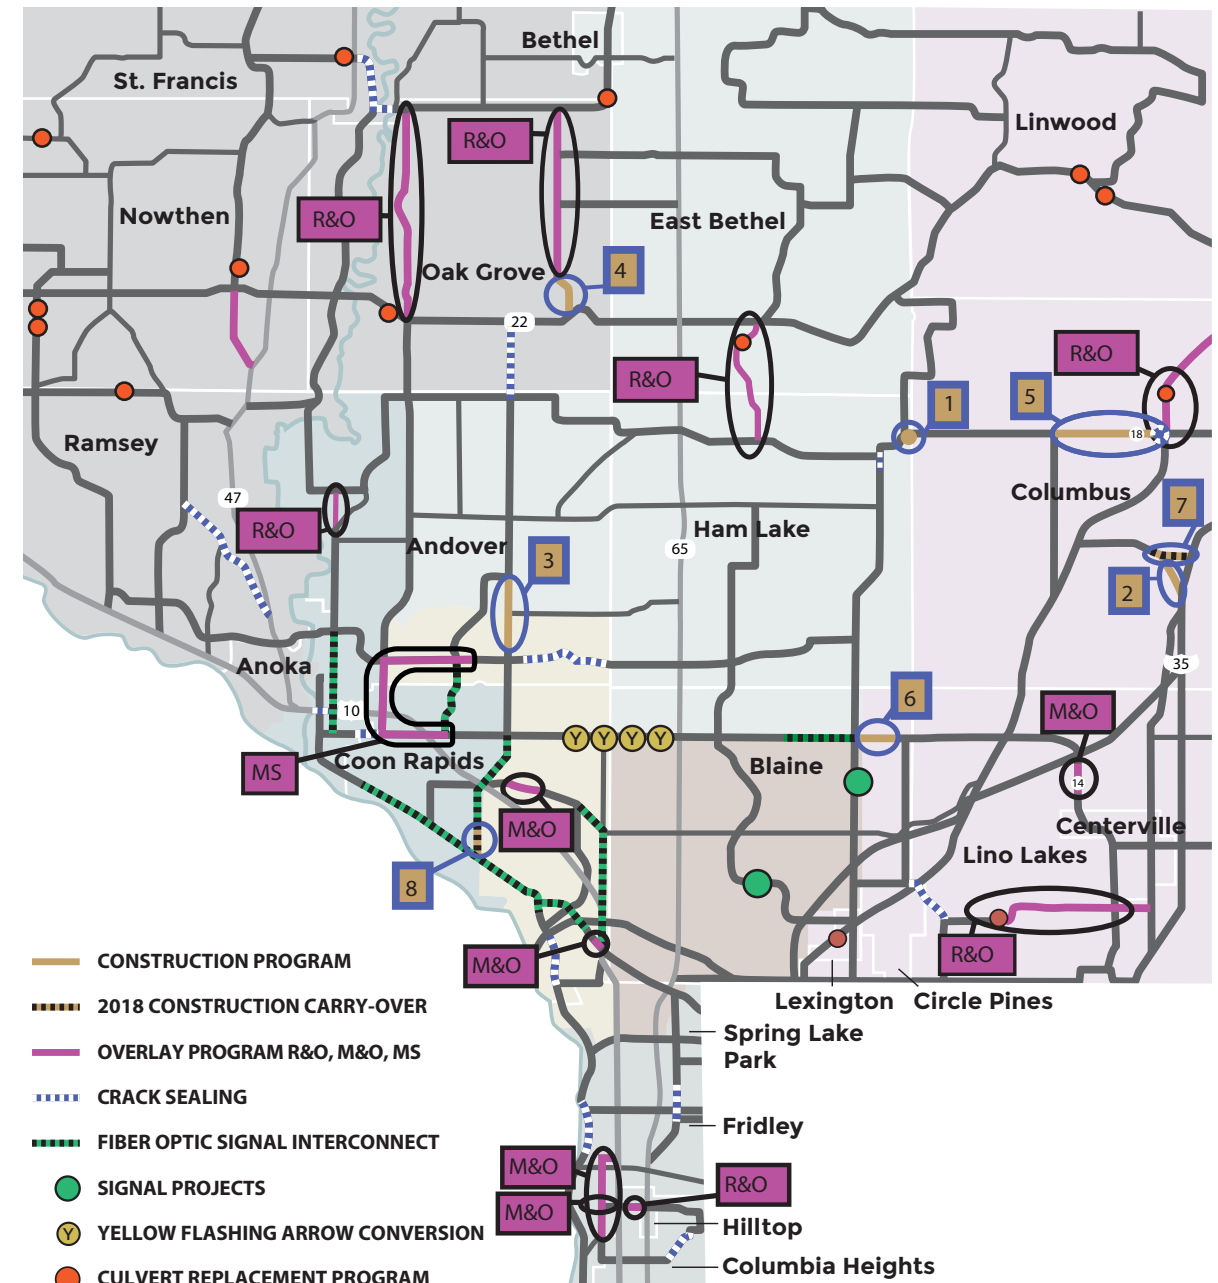 Bethel
St. Francis
Linwood
R&O
R&O
Nowthen
East Bethel
Oak Grove
4
22
R&O
R&O
5
1
18
Ramsey
Columbus
47
7
R&O
Ham Lake
Andover
65
3
2
Anoka
35
6
M&O
10
Y Y Y Y
Coon Rapids
Blaine
MS
14
M&O
Centerville
Lino Lakes
8
R&O
M&O
CONSTRUCTION PROGRAM
Lexington
Circle Pines
2018 CONSTRUCTION CARRY-OVER
Spring Lake
Park
OVERLAY PROGRAM R&O, M&O, MS
CRACK SEALING
Fridley
FIBER OPTIC SIGNAL INTERCONNECT
M&O
SIGNAL PROJECTS
R&O
M&O
Hilltop
Y YELLOW FLASHING ARROW CONVERSION
Columbia Heights
CULVERT REPLACEMENT PROGRAM